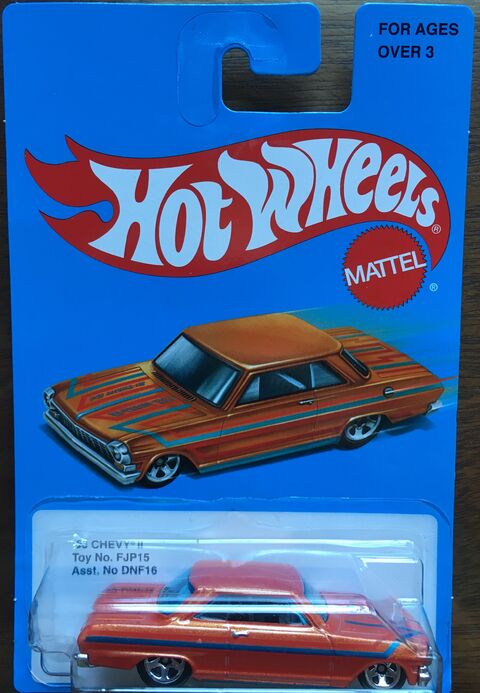 FOR AGES
OVER 3
HOT WHEELS®
MATTEL
®
CHEVY® II
Toy No. FJP15
Asst. No DNF16